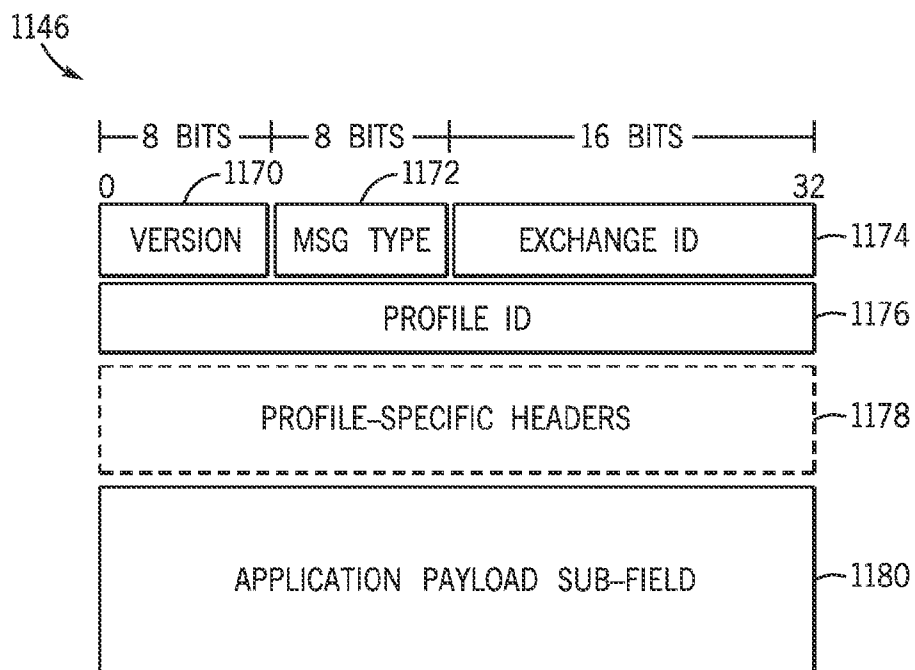 1146
8 BITS 8 BITS 16 BITS
0 1170 1172 32
VERSION MSG TYPE EXCHANGE ID 1174
PROFILE ID 1176
PROFILE-SPECIFIC HEADERS 1178
APPLICATION PAYLOAD SUB-FIELD 1180